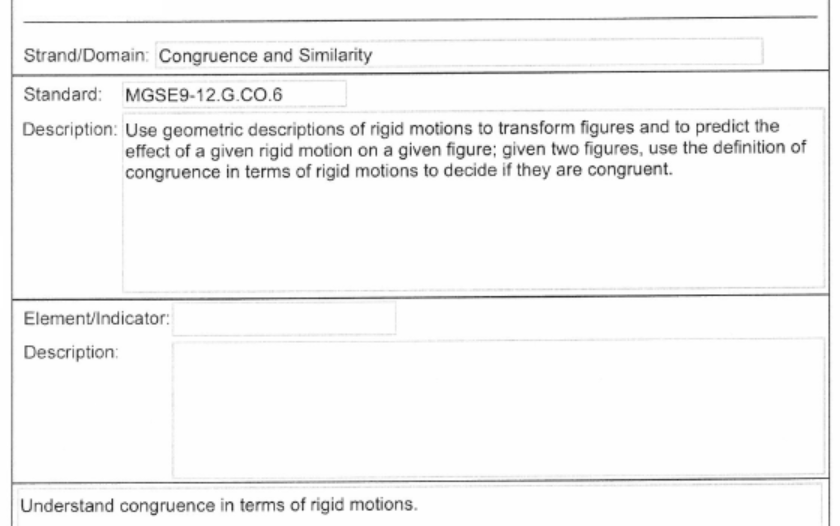 Strand/Domain: Congruence and Similarity
Standard: MGSE9-12.G.CO.6
Description: Use geometric descriptions of rigid motions to transform figures and to predict the
effect of a given rigid motion on a given figure; given two figures, use the definition of
congruence in terms of rigid motions to decide if they are congruent.
Element/Indicator:
Description:
Understand congruence in terms of rigid motions.